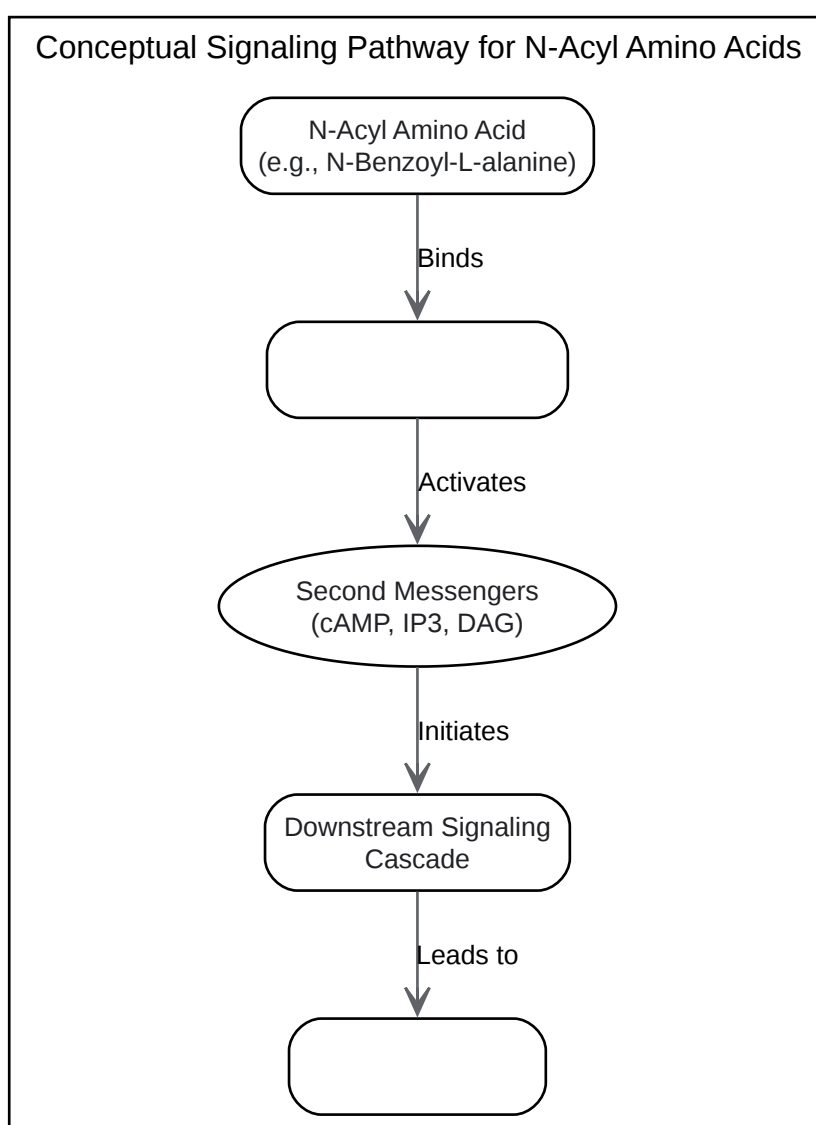 Conceptual Signaling Pathway for N-Acyl Amino Acids
N-Acyl Amino Acid
(e.g., N-Benzoyl-L-alanine)
Binds
Activates
Second Messengers
(cAMP, IP3, DAG)
Initiates
Downstream Signaling
Cascade
Leads to